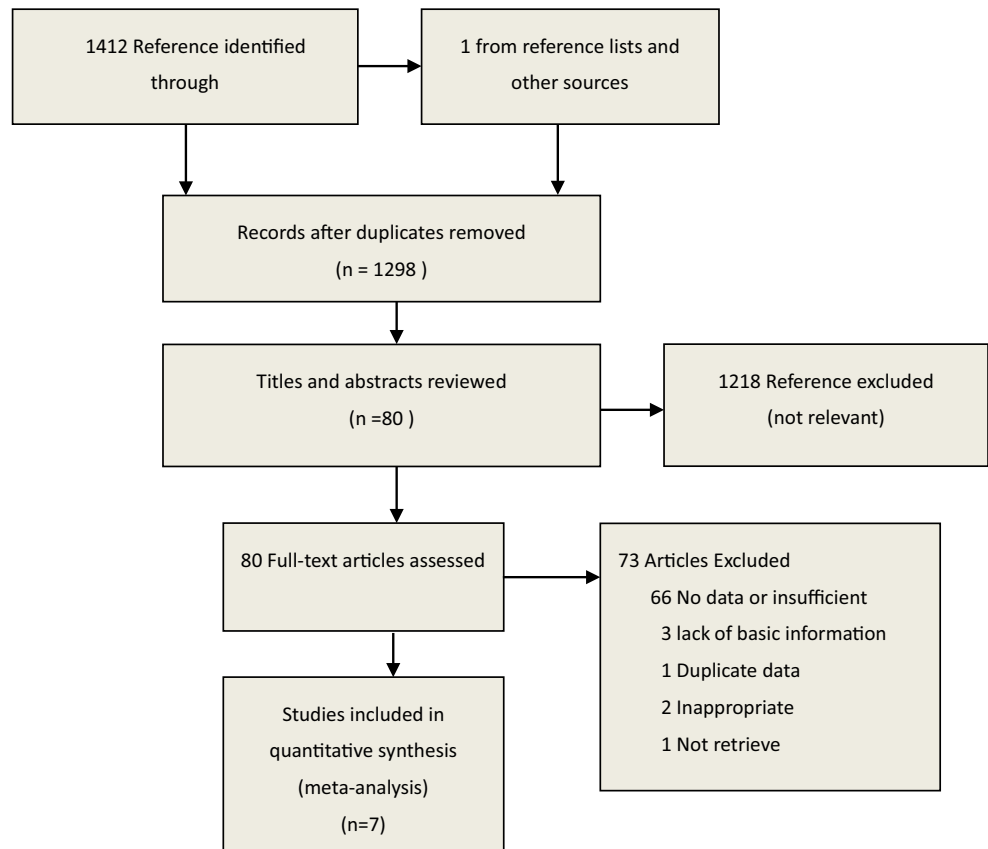 1412 Reference identified
through
1 from reference lists and
other sources
Records after duplicates removed
(n = 1298 )
Titles and abstracts reviewed
(n =80 )
1218 Reference excluded
(not relevant)
80 Full-text articles assessed
73 Articles Excluded
66 No data or insufficient
3 lack of basic information
1 Duplicate data
2 Inappropriate
1 Not retrieve
Studies included in
quantitative synthesis
(meta-analysis)
(n=7)